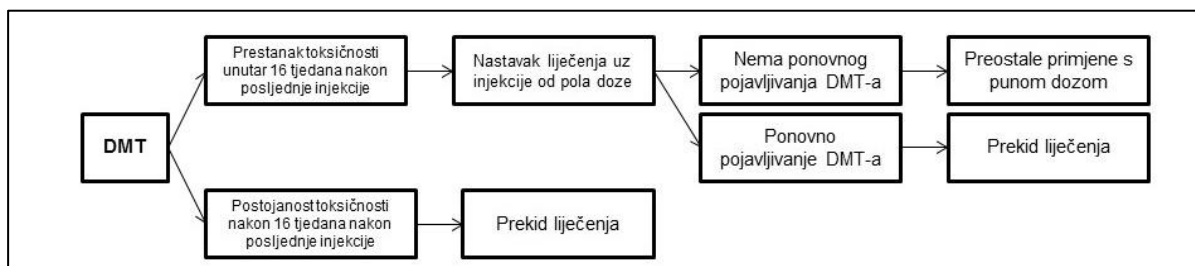 DMT
Prestanak toksičnosti
unutar 16 tjedana nakon
posljednje injekcije
Nastavak liječenja uz
injekcije od pola doze
Nema ponovnog
pojavljivanja DMT-a
Preostale primjene s
punom dozom
Ponovno
pojavljivanje DMT-a
Prekid liječenja
Postojanost toksičnosti
nakon 16 tjedana nakon
posljednje injekcije
Prekid liječenja